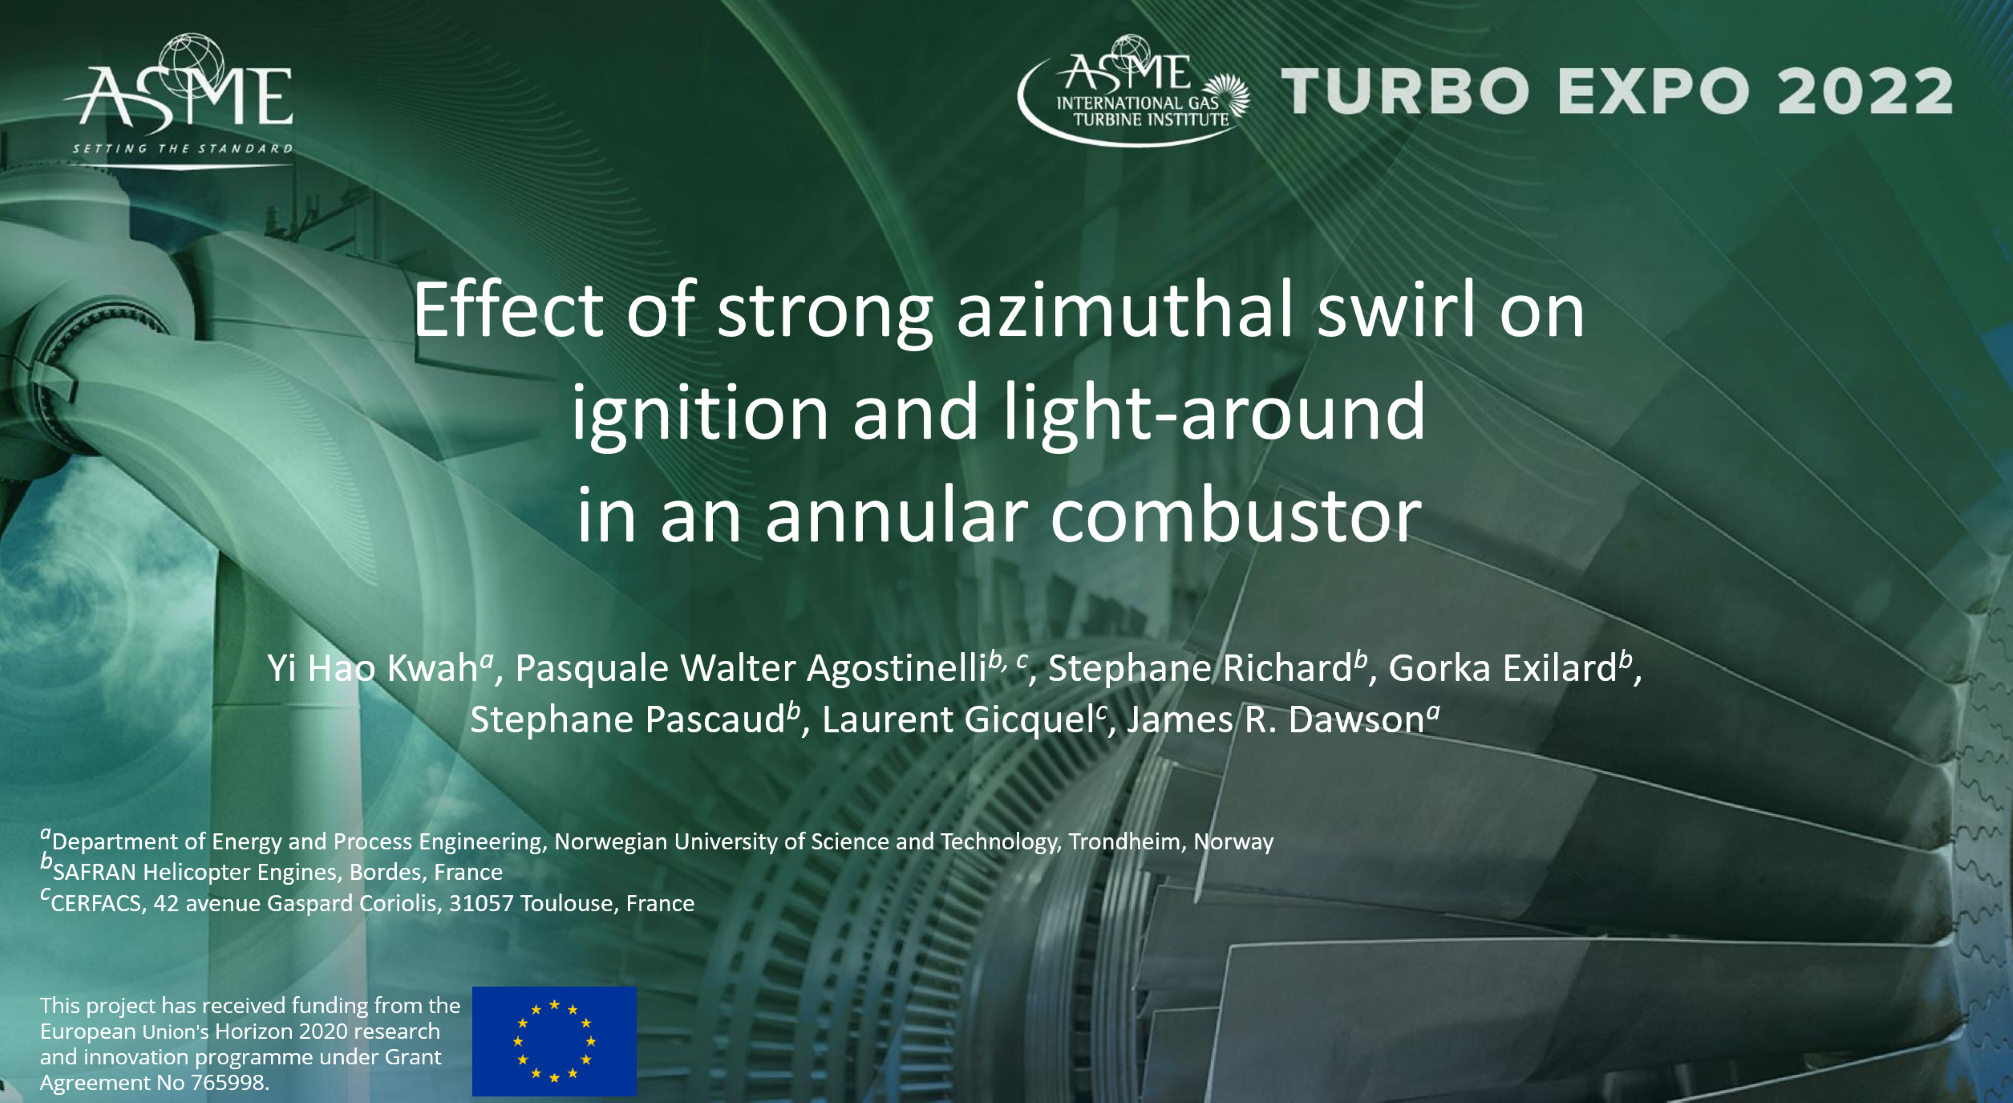 ASME
SETTING THE STANDARD
ASME
INTERNATIONAL GAS
TURBINE INSTITUTE
TURBO EXPO 2022
Effect of strong azimuthal swirl on
ignition and light-around
in an annular combustor
Yi Hao Kwahᵃ, Pasquale Walter Agostinelliᵇ˒ ᶜ, Stephane Richardᵇ, Gorka Exilardᵇ,
Stephane Pascaudᵇ, Laurent Gicquelᶜ, James R. Dawsonᵃ
ᵃDepartment of Energy and Process Engineering, Norwegian University of Science and Technology, Trondheim, Norway
ᵇSAFRAN Helicopter Engines, Bordes, France
ᶜCERFACS, 42 avenue Gaspard Coriolis, 31057 Toulouse, France
This project has received funding from the
European Union's Horizon 2020 research
and innovation programme under Grant
Agreement No 765998.